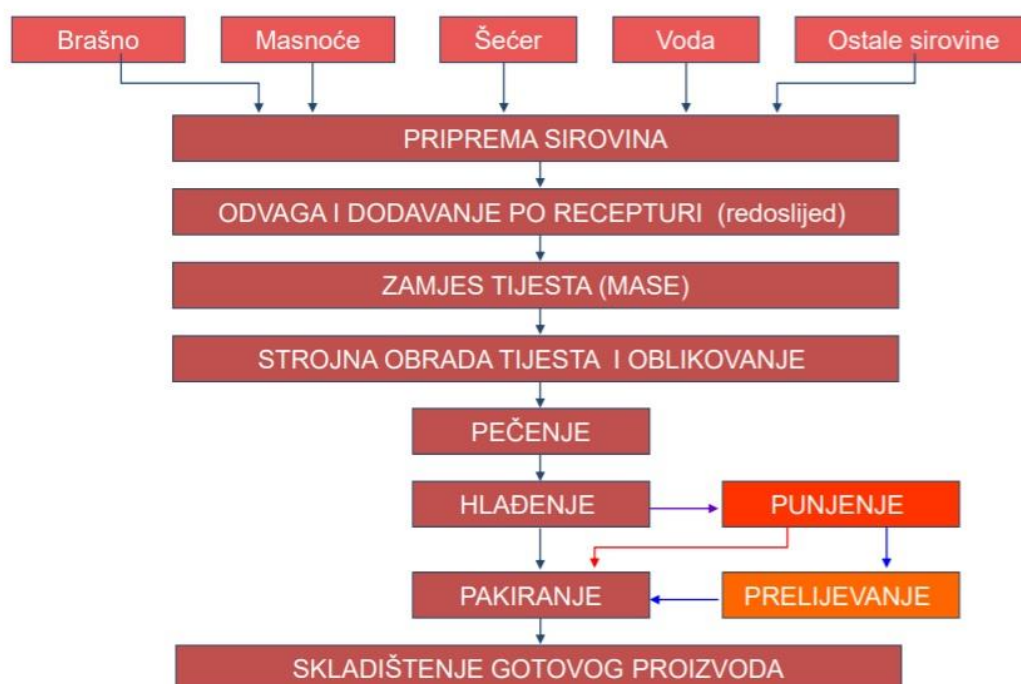 Brašno
Masnoće
Šećer
Voda
Ostale sirovine
PRIPREMA SIROVINA
ODVAGA I DODAVANJE PO RECEPTURI (redoslijed)
ZAMJES TIJESTA (MASE)
STROJNA OBRADA TIJESTA I OBLIKOVANJE
PEČENJE
HLAĐENJE
PUNJENJE
PAKIRANJE
PRELIJEVANJE
SKLADIŠTENJE GOTOVOG PROIZVODA